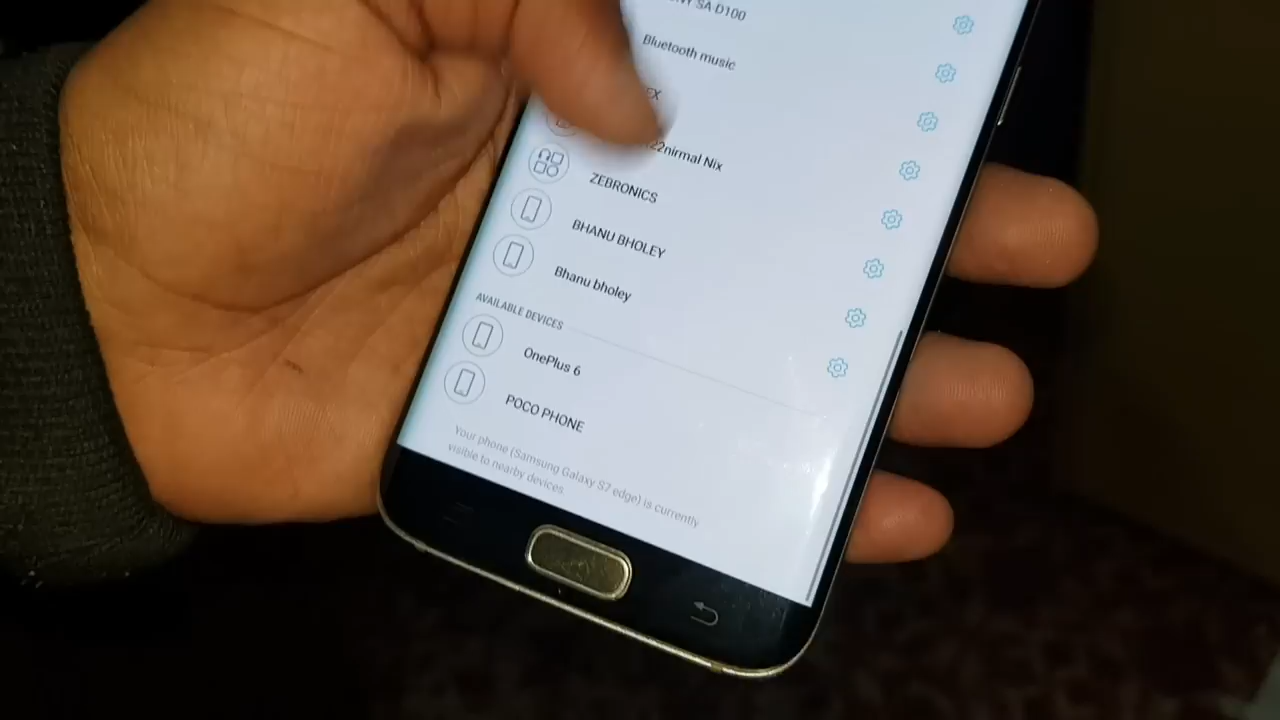 SA-D100
Bluetooth music
EX
22nirmal Nix
ZEBRONICS
BHANU BHOLEY
Bhanu bholey
AVAILABLE DEVICES
OnePlus 6
POCO PHONE
Your phone (Samsung Galaxy S7 edge) is currently
visible to nearby devices.